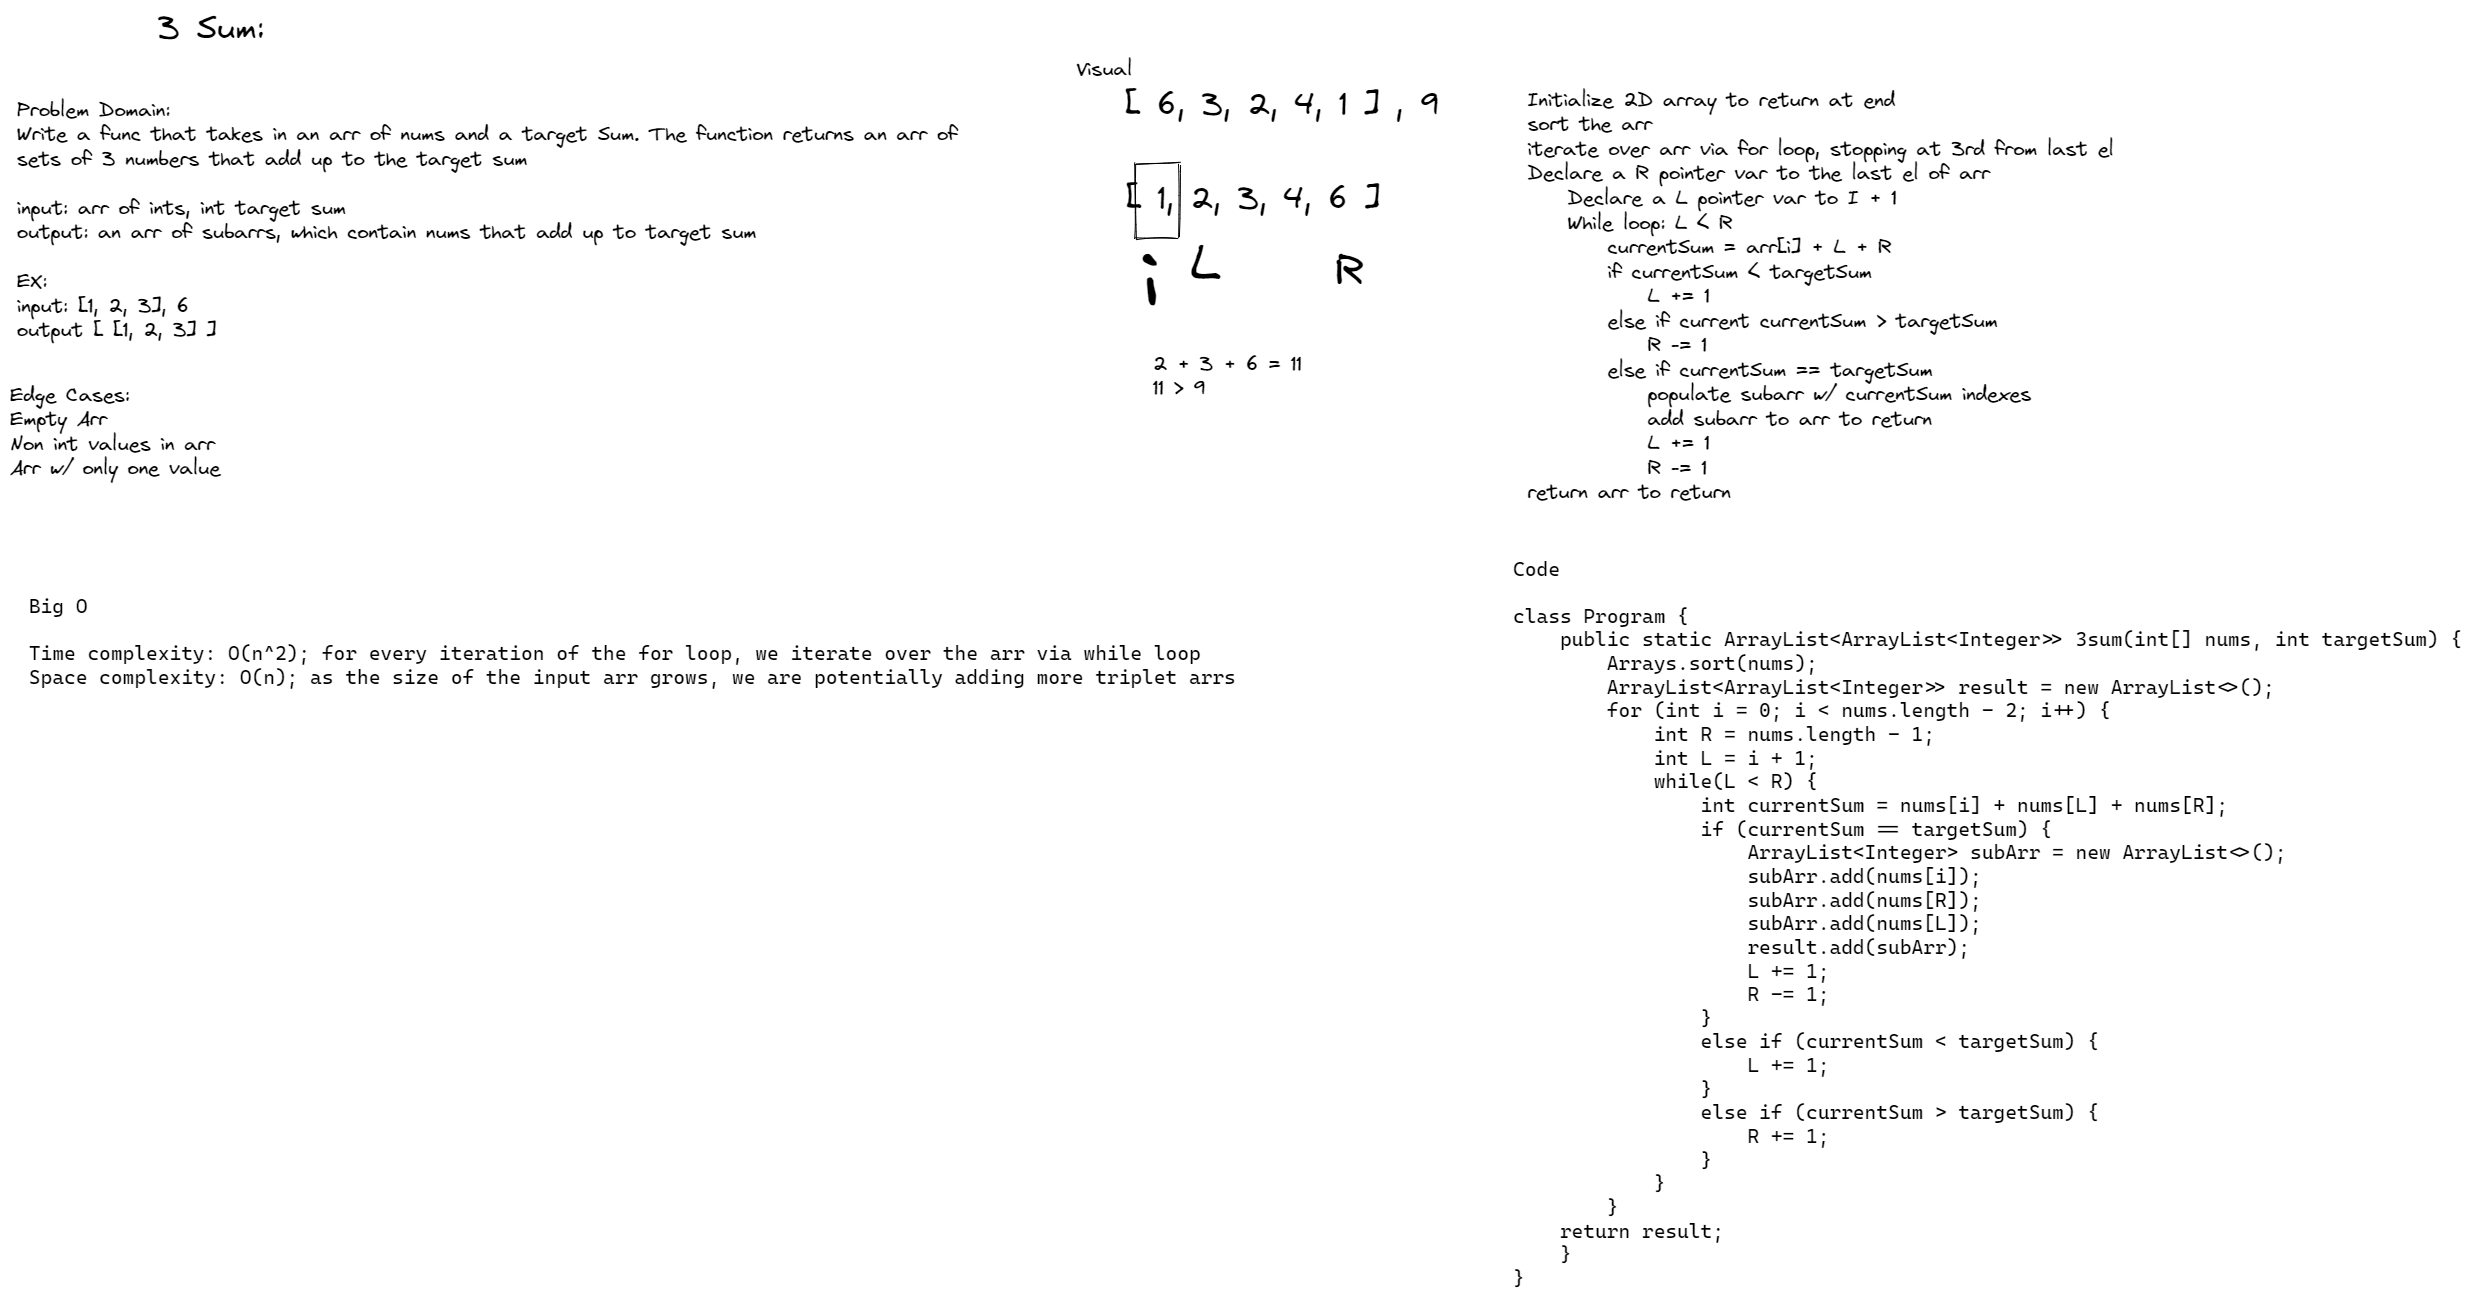 3 Sum:
Problem Domain:
Write a func that takes in an arr of nums and a target Sum. The function returns an arr of
sets of 3 numbers that add up to the target sum
input: arr of ints, int target sum
output: an arr of subarrs, which contain nums that add up to target sum
EX:
input: [1, 2, 3], 6
output [ [1, 2, 3] ]
Edge Cases:
Empty Arr
Non int values in arr
Arr w/ only one value
Big O
Time complexity: O(n^2); for every iteration of the for loop, we iterate over the arr via while loop
Space complexity: O(n); as the size of the input arr grows, we are potentially adding more triplet arrs
Visual
[ 6, 3, 2, 4, 1 ] , 9
[ 1, 2, 3, 4, 6 ]
i L R
2 + 3 + 6 = 11
11 > 9
Initialize 2D array to return at end
sort the arr
iterate over arr via for loop, stopping at 3rd from last el
Declare a R pointer var to the last el of arr
Declare a L pointer var to I + 1
While loop: L < R
currentSum = arr[i] + L + R
if currentSum < targetSum
L += 1
else if current currentSum > targetSum
R -= 1
else if currentSum == targetSum
populate subarr w/ currentSum indexes
add subarr to arr to return
L += 1
R -= 1
return arr to return
Code
class Program {
public static ArrayList<ArrayList<Integer>> 3sum(int[] nums, int targetSum) {
Arrays.sort(nums);
ArrayList<ArrayList<Integer>> result = new ArrayList<>();
for (int i = 0; i < nums.length - 2; i++) {
int R = nums.length - 1;
int L = i + 1;
while(L < R) {
int currentSum = nums[i] + nums[L] + nums[R];
if (currentSum == targetSum) {
ArrayList<Integer> subArr = new ArrayList<>();
subArr.add(nums[i]);
subArr.add(nums[R]);
subArr.add(nums[L]);
result.add(subArr);
L += 1;
R -= 1;
}
else if (currentSum < targetSum) {
L += 1;
}
else if (currentSum > targetSum) {
R += 1;
}
}
}
return result;
}
}